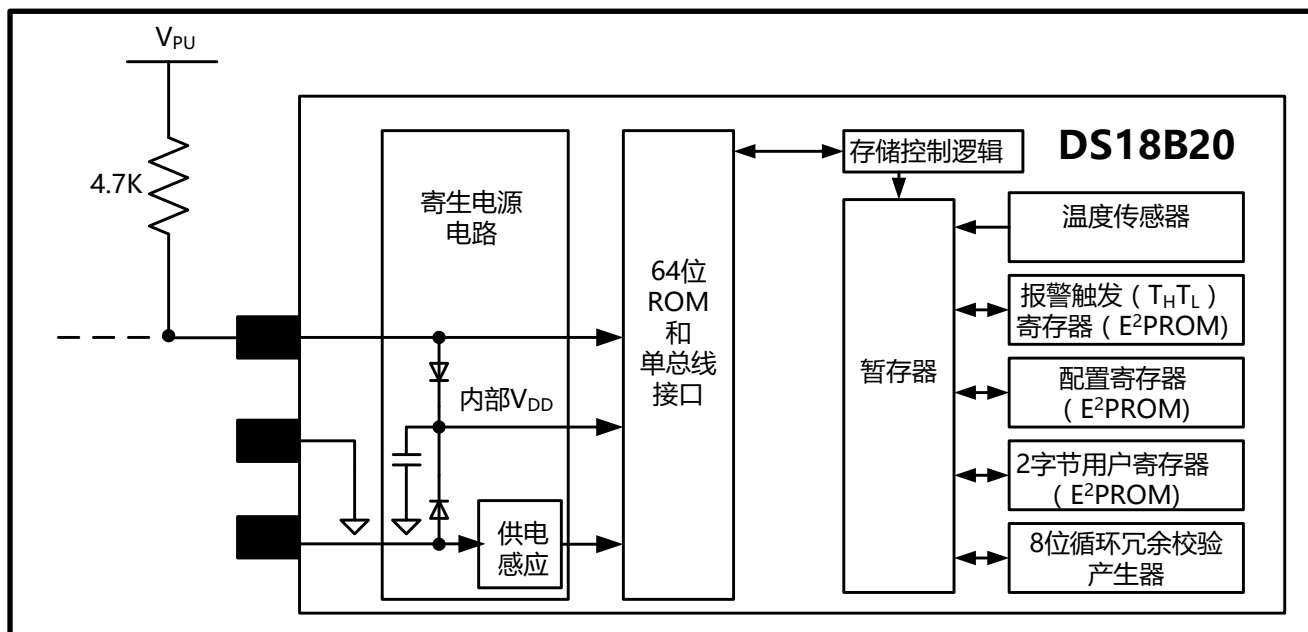 V_PU
4.7K
寄生电源
电路
内部V_DD
供电
感应
64位
ROM
和
单总线
接口
存储控制逻辑
DS18B20
暂存器
温度传感器
报警触发（T_HT_L）
寄存器（E²PROM)
配置寄存器
（E²PROM)
2字节用户寄存器
（E²PROM)
8位循环冗余校验
产生器